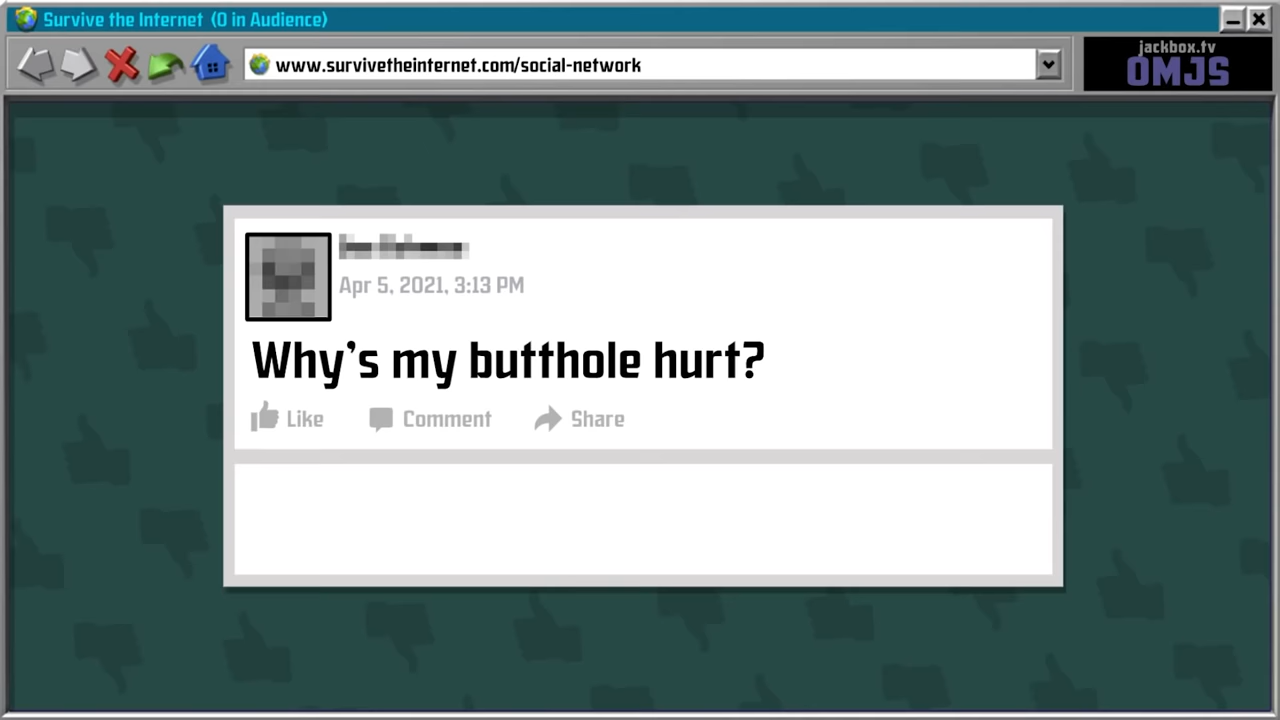 Survive the Internet (0 in Audience)
www.survivetheinternet.com/social-network
jackbox.tv
OMJS
Apr 5, 2021, 3:13 PM
Why's my butthole hurt?
Like Comment Share